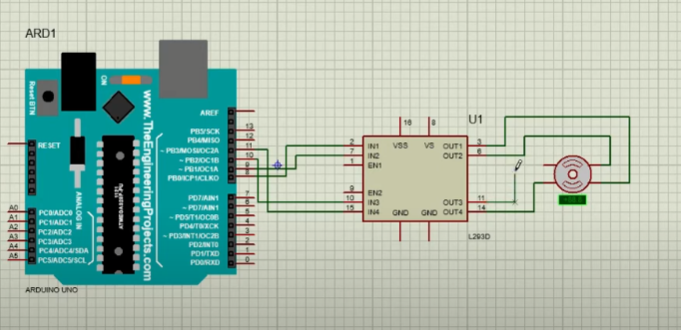 ARD1
Reset BTN
ON
www.TheEngineeringProjects.com
ANALOG IN
RESET
A0
A1
A2
A3
A4
A5
PC0/ADC0
PC1/ADC1
PC2/ADC2
PC3/ADC3
PC4/ADC4/SDA
PC5/ADC5/SCL
AREF
PB5/SCK
PB4/MISO
~ PB3/MOSI/OC2A
~ PB2/OC1B
~ PB1/OC1A
PB0/ICP1/CLKO
PD7/AIN1
~ PD6/AIN0
~ PD5/T1/OC0B
PD4/T0/XCK
~ PD3/INT1/OC2B
PD2/INT0
PD1/TXD
PD0/RXD
13
12
11
10
9
8
7
6
5
4
3
2
1
0
ARDUINO UNO
U1
16
8
VSS
VS
2
7
1
9
10
15
IN1
IN2
EN1
EN2
IN3
IN4
OUT1
OUT2
OUT3
OUT4
3
6
11
14
GND
GND
L293D